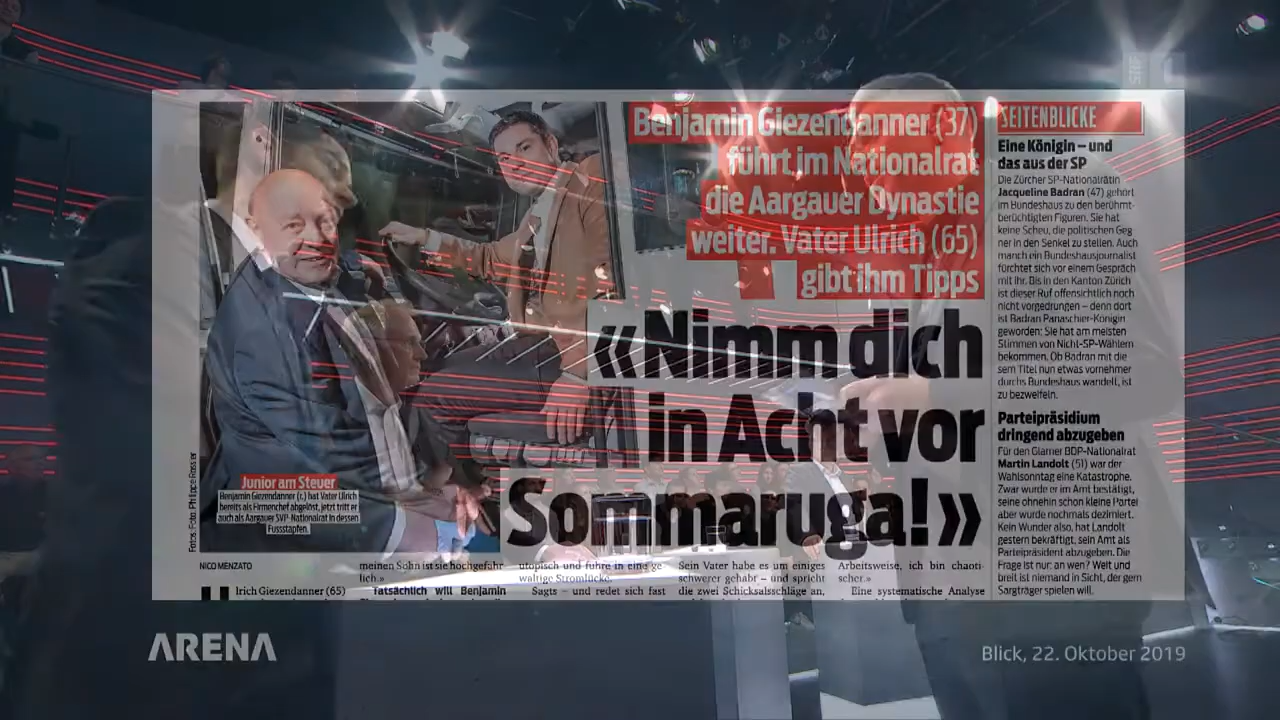 Benjamin Giezendanner (37)
führt im Nationalrat
die Aargauer Dynastie
weiter. Vater Ulrich (65)
gibt ihm Tipps
«Nimm dich
in Acht vor
Sommaruga!»
Junior am Steuer
Benjamin Giezendanner (r.) hat Vater Ulrich
bereits als Firmenchef abgelöst, jetzt tritt er
auch als Aargauer SVP-Nationalrat in dessen
Fussstapfen.
Fotos: Foto: Philippe Rossier
NICO MENZATO
Ulrich Giezendanner (65)
meinen Sohn ist sie hochgefähr
lich.»
Tatsächlich will Benjamin
utopisch und führe in eine ge
waltige Stromlücke.
Sagts – und redet sich fast
Sein Vater habe es um einiges
schwerer gehabt – und spricht
die zwei Schicksalsschläge an,
Arbeitsweise, ich bin chaoti-
scher.»
Eine systematische Analyse
SEITENBLICKE
Eine Königin – und
das aus der SP
Die Zürcher SP-Nationalrätin
Jacqueline Badran (47) gehört
im Bundeshaus zu den berühmt-
berüchtigten Figuren. Sie hat
keine Scheu, die politischen Geg
ner in den Senkel zu stellen. Auch
manch ein Bundeshausjournalist
fürchtet sich vor einem Gespräch
mit ihr. Bis in den Kanton Zürich
ist dieser Ruf offensichtlich noch
nicht vorgedrungen – denn dort
ist Badran Panaschier-Königin
geworden: Sie hat am meisten
Stimmen von Nicht-SP-Wählern
bekommen. Ob Badran mit die
sem Titel nun etwas vornehmer
durchs Bundeshaus wandelt, ist
zu bezweifeln.
Parteipräsidium
dringend abzugeben
Für den Glarner BDP-Nationalrat
Martin Landolt (51) war der
Wahlsonntag eine Katastrophe.
Zwar wurde er im Amt bestätigt,
seine ohnehin schon kleine Partei
aber wurde nochmals dezimiert.
Kein Wunder also, hat Landolt
gestern bekräftigt, sein Amt als
Parteipräsident abzugeben. Die
Frage ist nur: an wen? Weit und
breit ist niemand in Sicht, der gern
Sargträger spielen will.
ARENA
Blick, 22. Oktober 2019